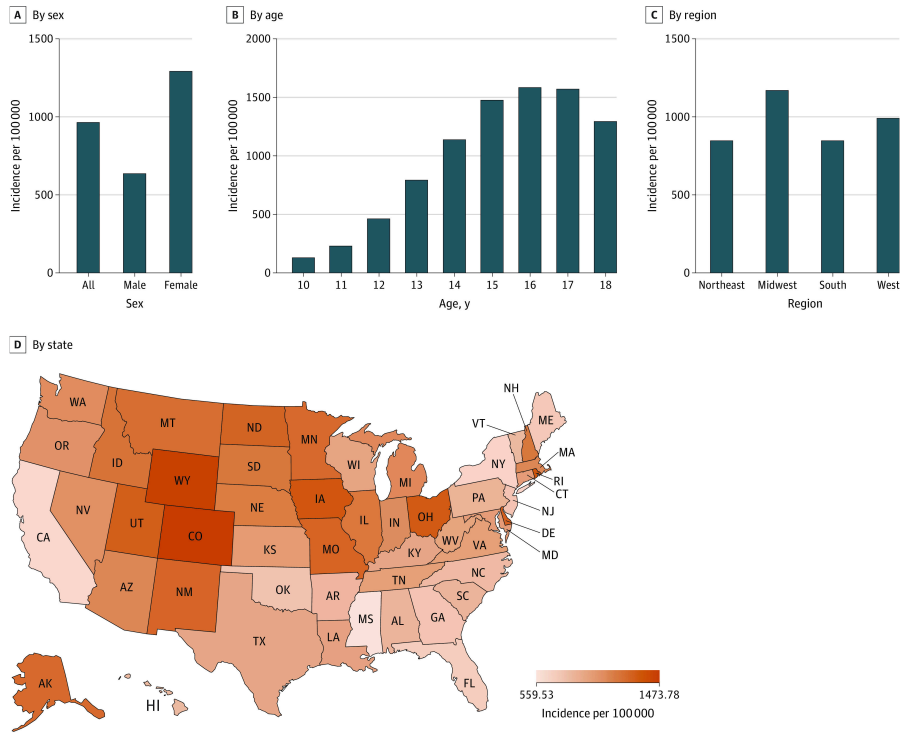 A By sex
1500
1000
500
0
Incidence per 100 000
All Male Female
Sex
B By age
2000
1500
1000
500
0
Incidence per 100 000
10 11 12 13 14 15 16 17 18
Age, y
C By region
1500
1000
500
0
Incidence per 100 000
Northeast Midwest South West
Region
D By state
WA
OR
CA
NV
ID
MT
WY
UT
CO
AZ
NM
ND
SD
NE
KS
OK
TX
MN
IA
MO
AR
LA
WI
IL
MI
IN
OH
KY
TN
MS
AL
GA
FL
SC
NC
VA
WV
PA
NY
VT
NH
ME
MA
RI
CT
NJ
DE
MD
AK
HI
559.53 1473.78
Incidence per 100 000